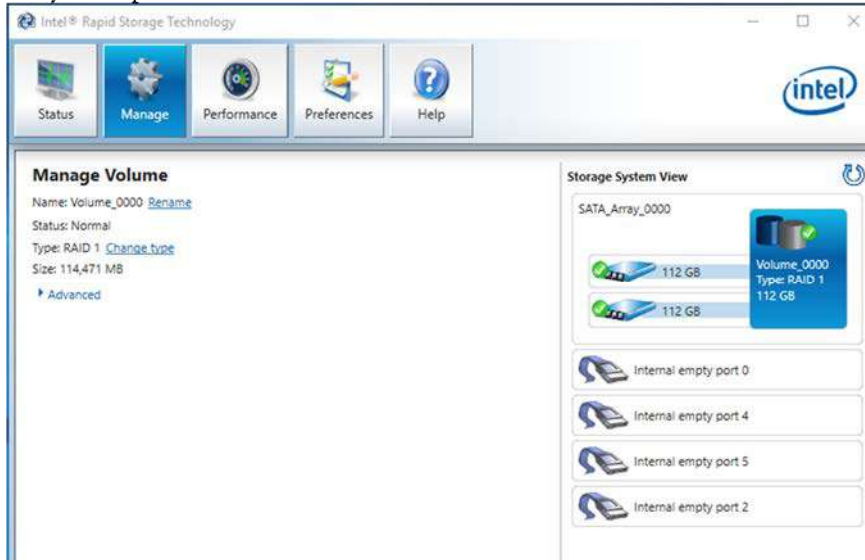 Intel® Rapid Storage Technology
Status
Manage
Performance
Preferences
Help
intel
Manage Volume
Name: Volume_0000 Rename
Status: Normal
Type: RAID 1 Change type
Size: 114,471 MB
Advanced
Storage System View
SATA_Array_0000
112 GB
112 GB
Volume_0000
Type: RAID 1
112 GB
Internal empty port 0
Internal empty port 4
Internal empty port 5
Internal empty port 2